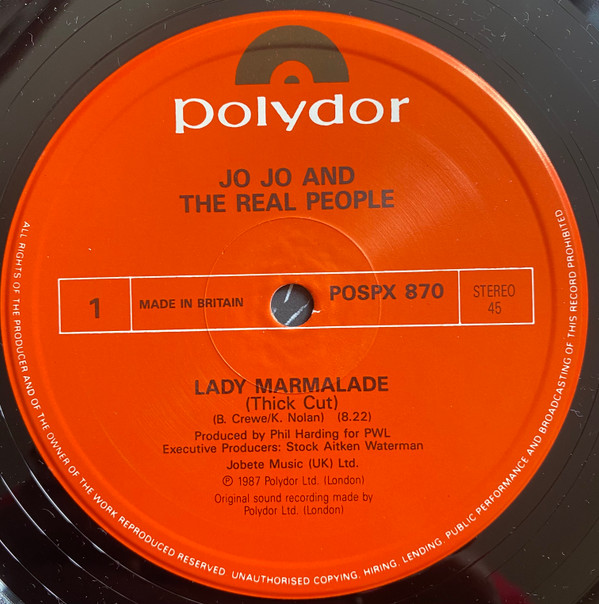 polydor
JO JO AND
THE REAL PEOPLE
1
MADE IN BRITAIN
POSPX 870
STEREO
45
LADY MARMALADE
(Thick Cut)
(B. Crewe/K. Nolan) (8.22)
Produced by Phil Harding for PWL
Executive Producers: Stock Aitken Waterman
Jobete Music (UK) Ltd.
℗ 1987 Polydor Ltd. (London)
Original sound recording made by
Polydor Ltd. (London)
ALL RIGHTS OF THE PRODUCER AND OF THE OWNER OF THE WORK REPRODUCED RESERVED. UNAUTHORISED COPYING, HIRING, LENDING, PUBLIC PERFORMANCE AND BROADCASTING OF THIS RECORD PROHIBITED